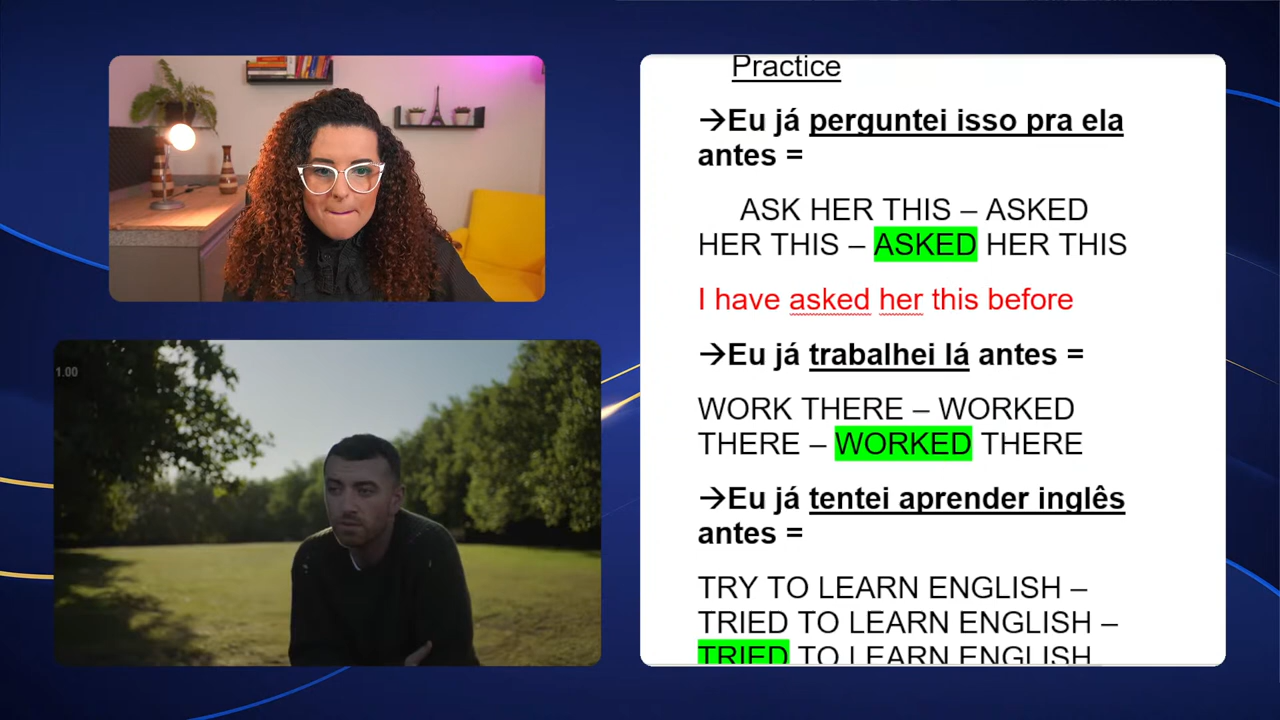 Practice
→Eu já perguntei isso pra ela
antes =
ASK HER THIS – ASKED
HER THIS – ASKED HER THIS
I have asked her this before
→Eu já trabalhei lá antes =
WORK THERE – WORKED
THERE – WORKED THERE
→Eu já tentei aprender inglês
antes =
TRY TO LEARN ENGLISH –
TRIED TO LEARN ENGLISH –
TRIED TO LEARN ENGLISH
1.00